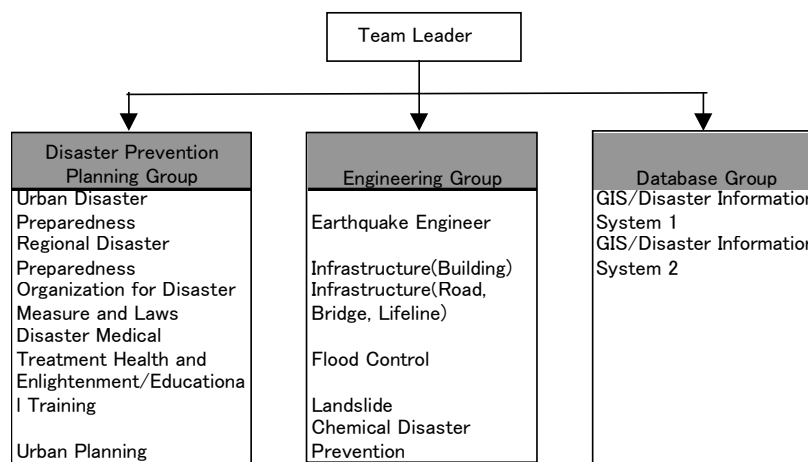 Team Leader
Disaster Prevention
Planning Group
Urban Disaster
Preparedness
Regional Disaster
Preparedness
Organization for Disaster
Measure and Laws
Disaster Medical
Treatment Health and
Enlightenment/Educationa
l Training
Urban Planning
Engineering Group
Earthquake Engineer
Infrastructure(Building)
Infrastructure(Road,
Bridge, Lifeline)
Flood Control
Landslide
Chemical Disaster
Prevention
Database Group
GIS/Disaster Information
System 1
GIS/Disaster Information
System 2